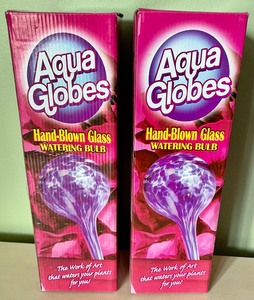 Aqua
Globes
Hand-Blown Glass
WATERING BULB
The Work of Art
that waters your plants
for you!
Aqua
Globes
Hand-Blown Glass
WATERING BULB
The Work of Art
that waters your plants
for you!